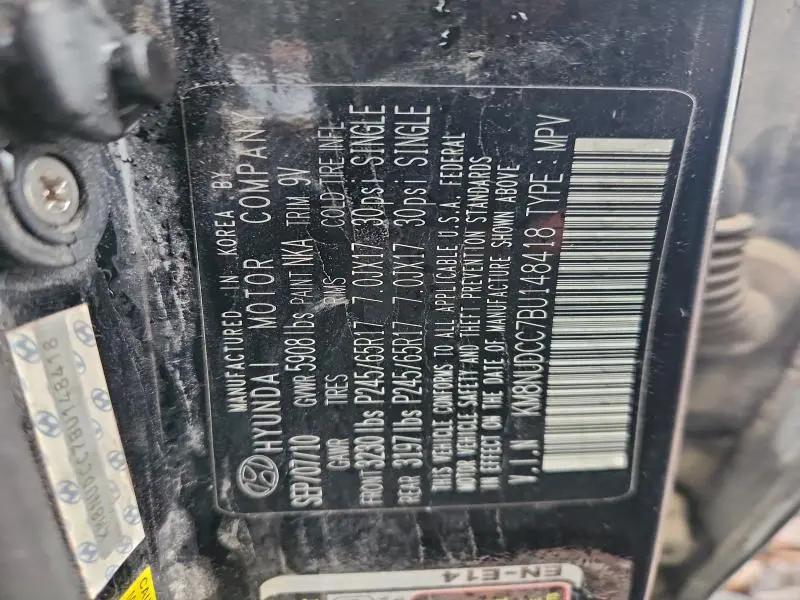 MANUFACTURED IN KOREA BY
HYUNDAI MOTOR COMPANY
SEP/07/10 GVWR 5908 lbs PAINT NKA TRIM 9V
GAWR TIRES RMS COLD TIRE INFL
FRONT 3230 lbs P245/65R17 7.0JX17 30psi SINGLE
REAR 3197 lbs P245/65R17 7.0JX17 30psi SINGLE
THIS VEHICLE CONFORMS TO ALL APPLICABLE U.S.A. FEDERAL
MOTOR VEHICLE SAFETY AND THEFT PREVENTION STANDARDS
IN EFFECT ON THE DATE OF MANUFACTURE SHOWN ABOVE
V.I.N KM8NUDCC7BU148418 TYPE : MPV
KM8NUDCC7BU148418
EN-E14